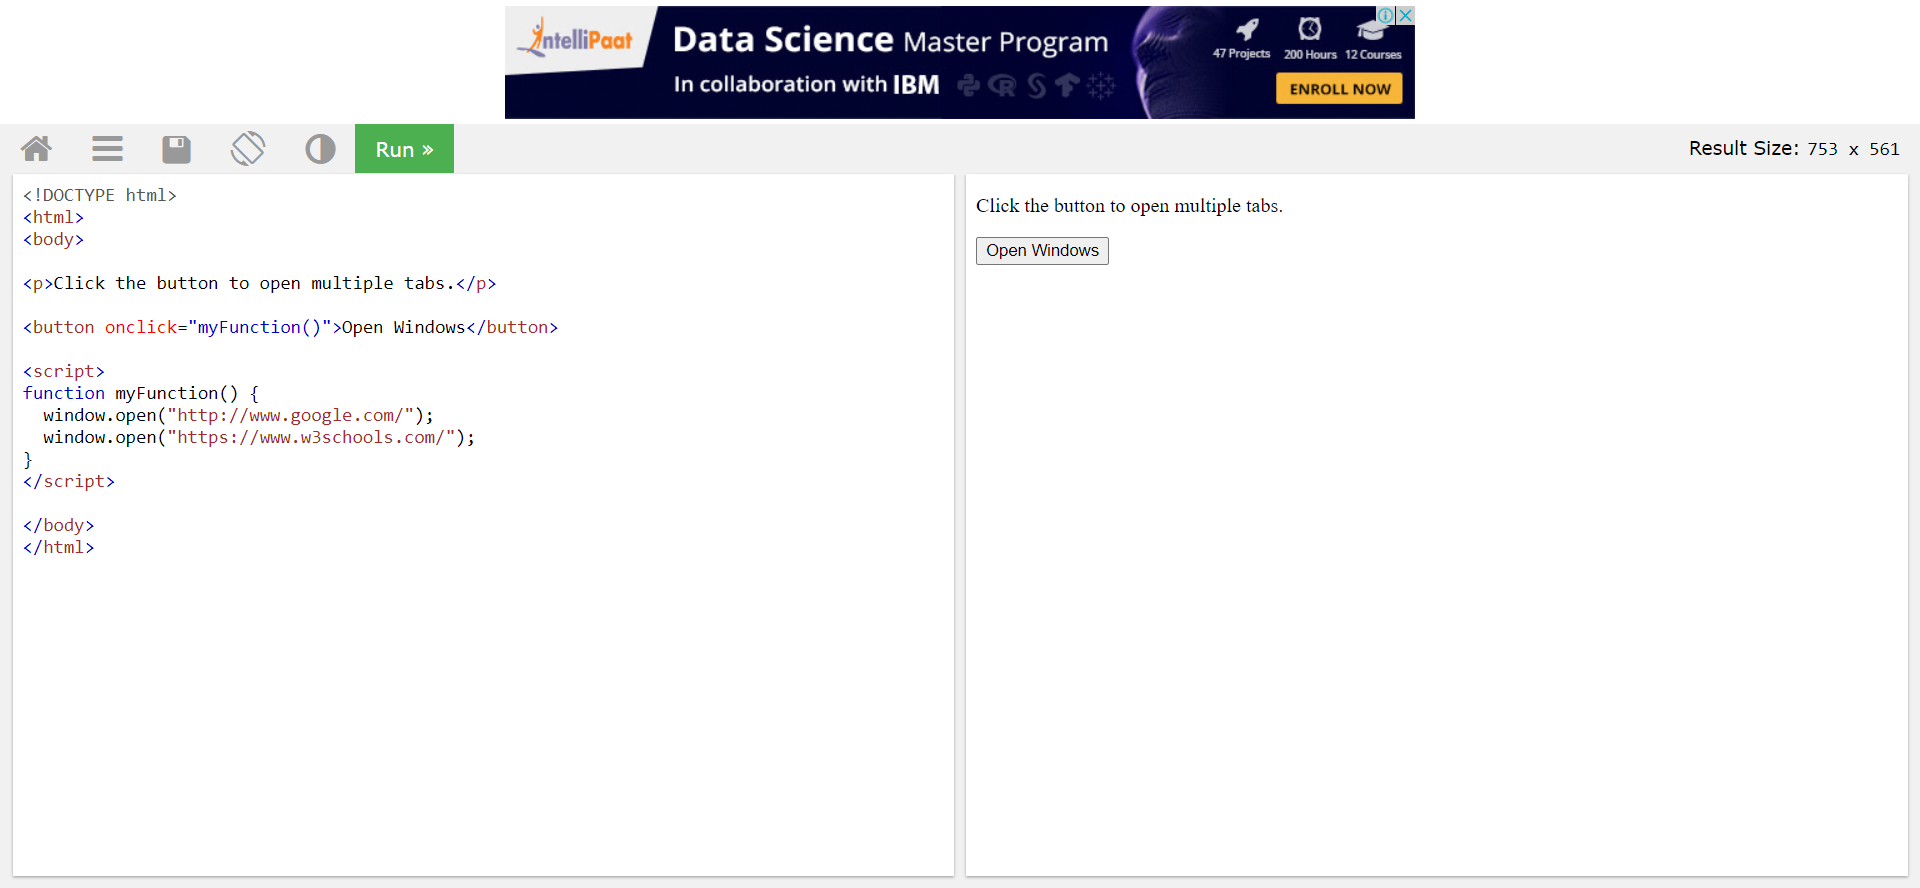 IntelliPaat
Data Science Master Program
In collaboration with IBM
47 Projects
200 Hours
12 Courses
ENROLL NOW
Run »
Result Size: 753 x 561
<!DOCTYPE html>
<html>
<body>
<p>Click the button to open multiple tabs.</p>
<button onclick="myFunction()">Open Windows</button>
<script>
function myFunction() {
  window.open("http://www.google.com/");
  window.open("https://www.w3schools.com/");
}
</script>
</body>
</html>
Click the button to open multiple tabs.
Open Windows